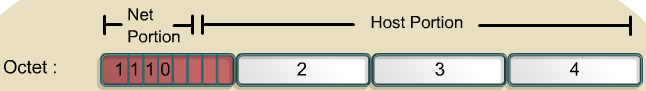 Net
Portion
Host Portion
Octet : 1 1 1 0 2 3 4